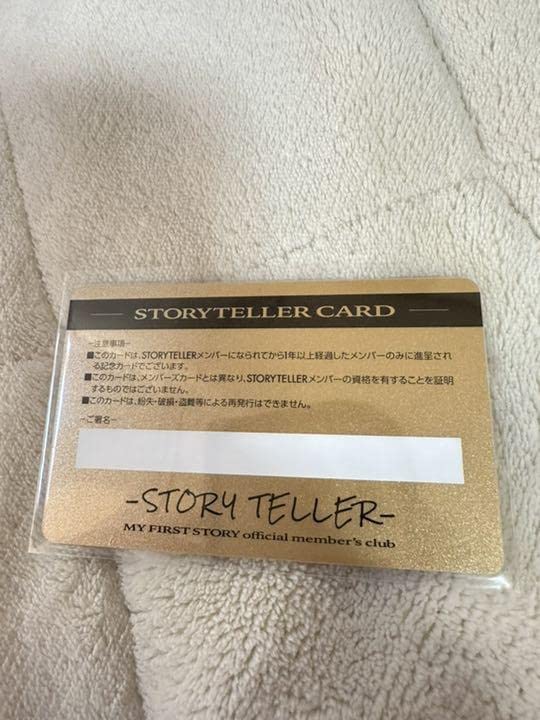 STORYTELLER CARD
-注意事項-
■このカードは、STORYTELLERメンバーになられてから1年以上経過したメンバーのみに進呈され
る記念カードでございます。
■このカードは、メンバーズカードとは異なり、STORYTELLERメンバーの資格を有することを証明
するものではございません。
■このカードは、紛失・破損・盗難等による再発行はできません。
-ご署名-
-STORY TELLER-
MY FIRST STORY official member's club